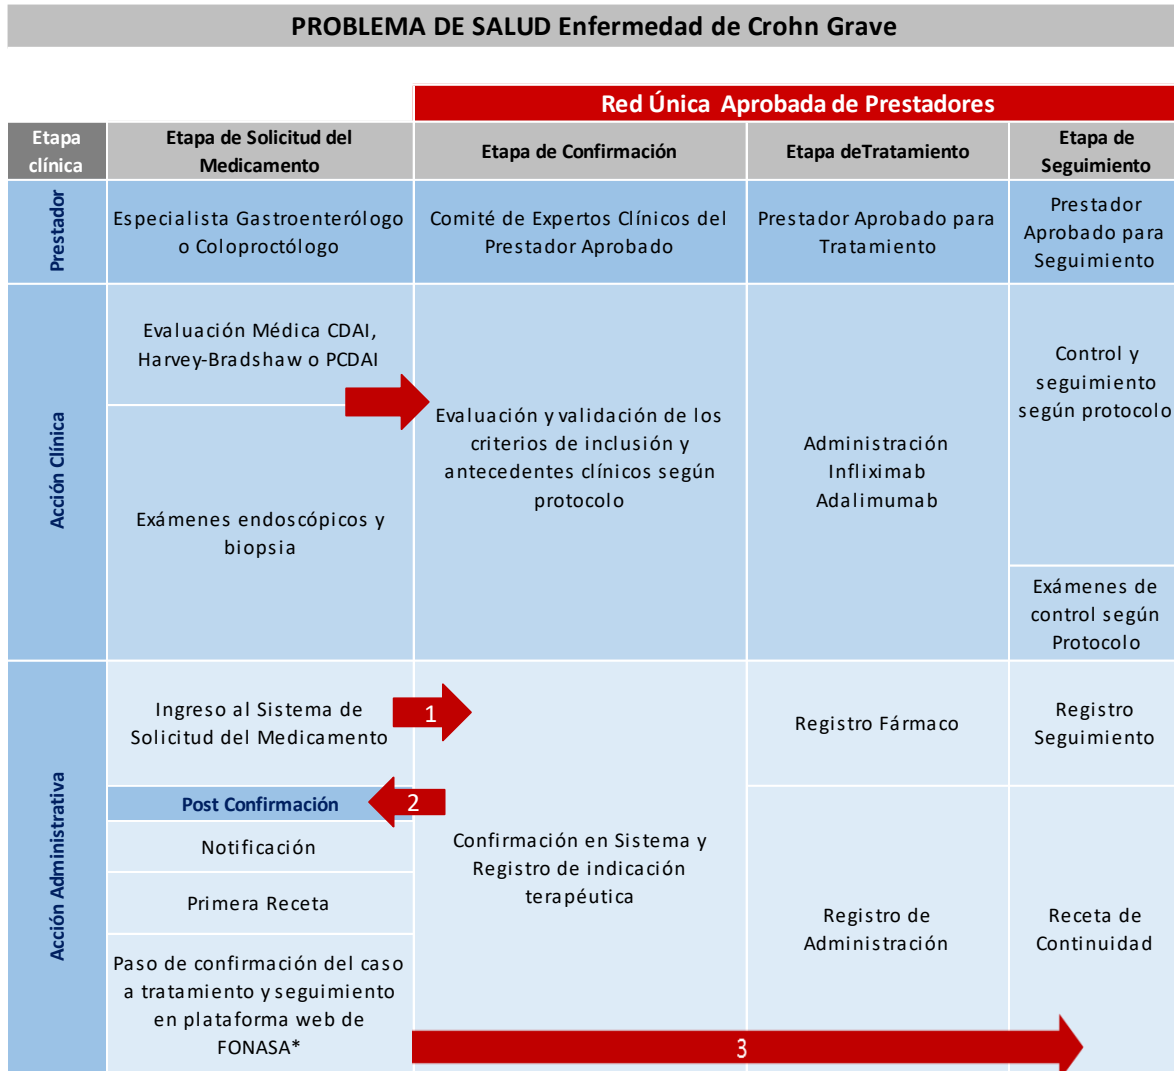 PROBLEMA DE SALUD Enfermedad de Crohn Grave
Red Única Aprobada de Prestadores
Etapa
clínica
Etapa de Solicitud del
Medicamento
Etapa de Confirmación
Etapa deTratamiento
Etapa de
Seguimiento
Prestador
Especialista Gastroenterólogo
o Coloproctólogo
Comité de Expertos Clínicos del
Prestador Aprobado
Prestador Aprobado para
Tratamiento
Prestador
Aprobado para
Seguimiento
Acción Clínica
Evaluación Médica CDAI,
Harvey-Bradshaw o PCDAI
Exámenes endoscópicos y
biopsia
Evaluación y validación de los
criterios de inclusión y
antecedentes clínicos según
protocolo
Administración
Infliximab
Adalimumab
Control y
seguimiento
según protocolo
Exámenes de
control según
Protocolo
Acción Administrativa
Ingreso al Sistema de
Solicitud del Medicamento
1
Post Confirmación
2
Notificación
Primera Receta
Paso de confirmación del caso
a tratamiento y seguimiento
en plataforma web de
FONASA*
Confirmación en Sistema y
Registro de indicación
terapéutica
Registro Fármaco
Registro de
Administración
Registro
Seguimiento
Receta de
Continuidad
3